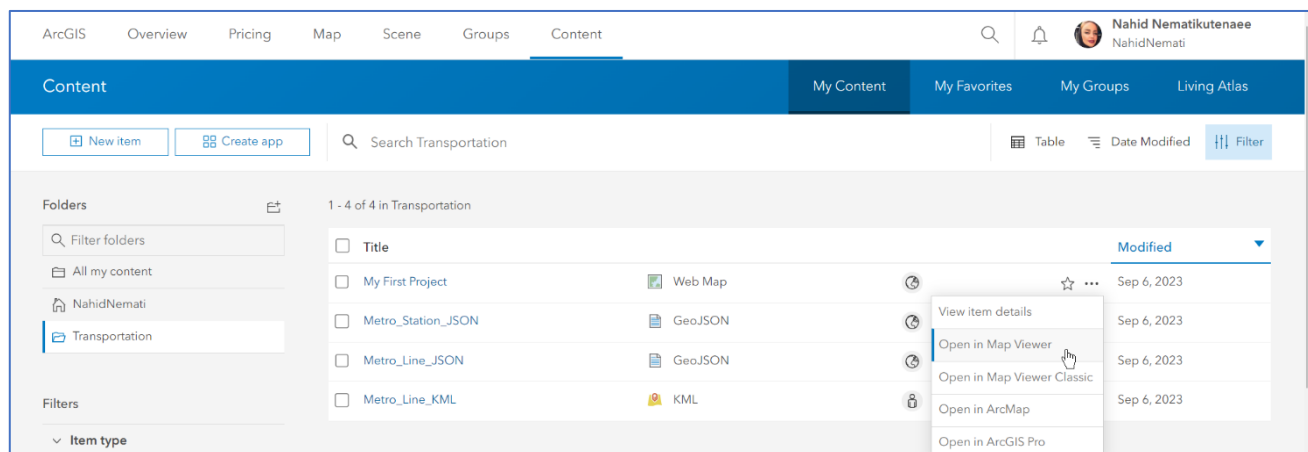 ArcGIS Overview Pricing Map Scene Groups Content Nahid Nematikutenaee
NahidNemati
Content My Content My Favorites My Groups Living Atlas
New item Create app Search Transportation Table Date Modified Filter
Folders 1 - 4 of 4 in Transportation
Filter folders Title Modified
All my content My First Project Web Map Sep 6, 2023
NahidNemati View item details
Transportation Metro_Station_JSON GeoJSON Sep 6, 2023
Open in Map Viewer
Metro_Line_JSON GeoJSON Sep 6, 2023
Open in Map Viewer Classic
Filters Metro_Line_KML KML Sep 6, 2023
Open in ArcMap
Item type Open in ArcGIS Pro